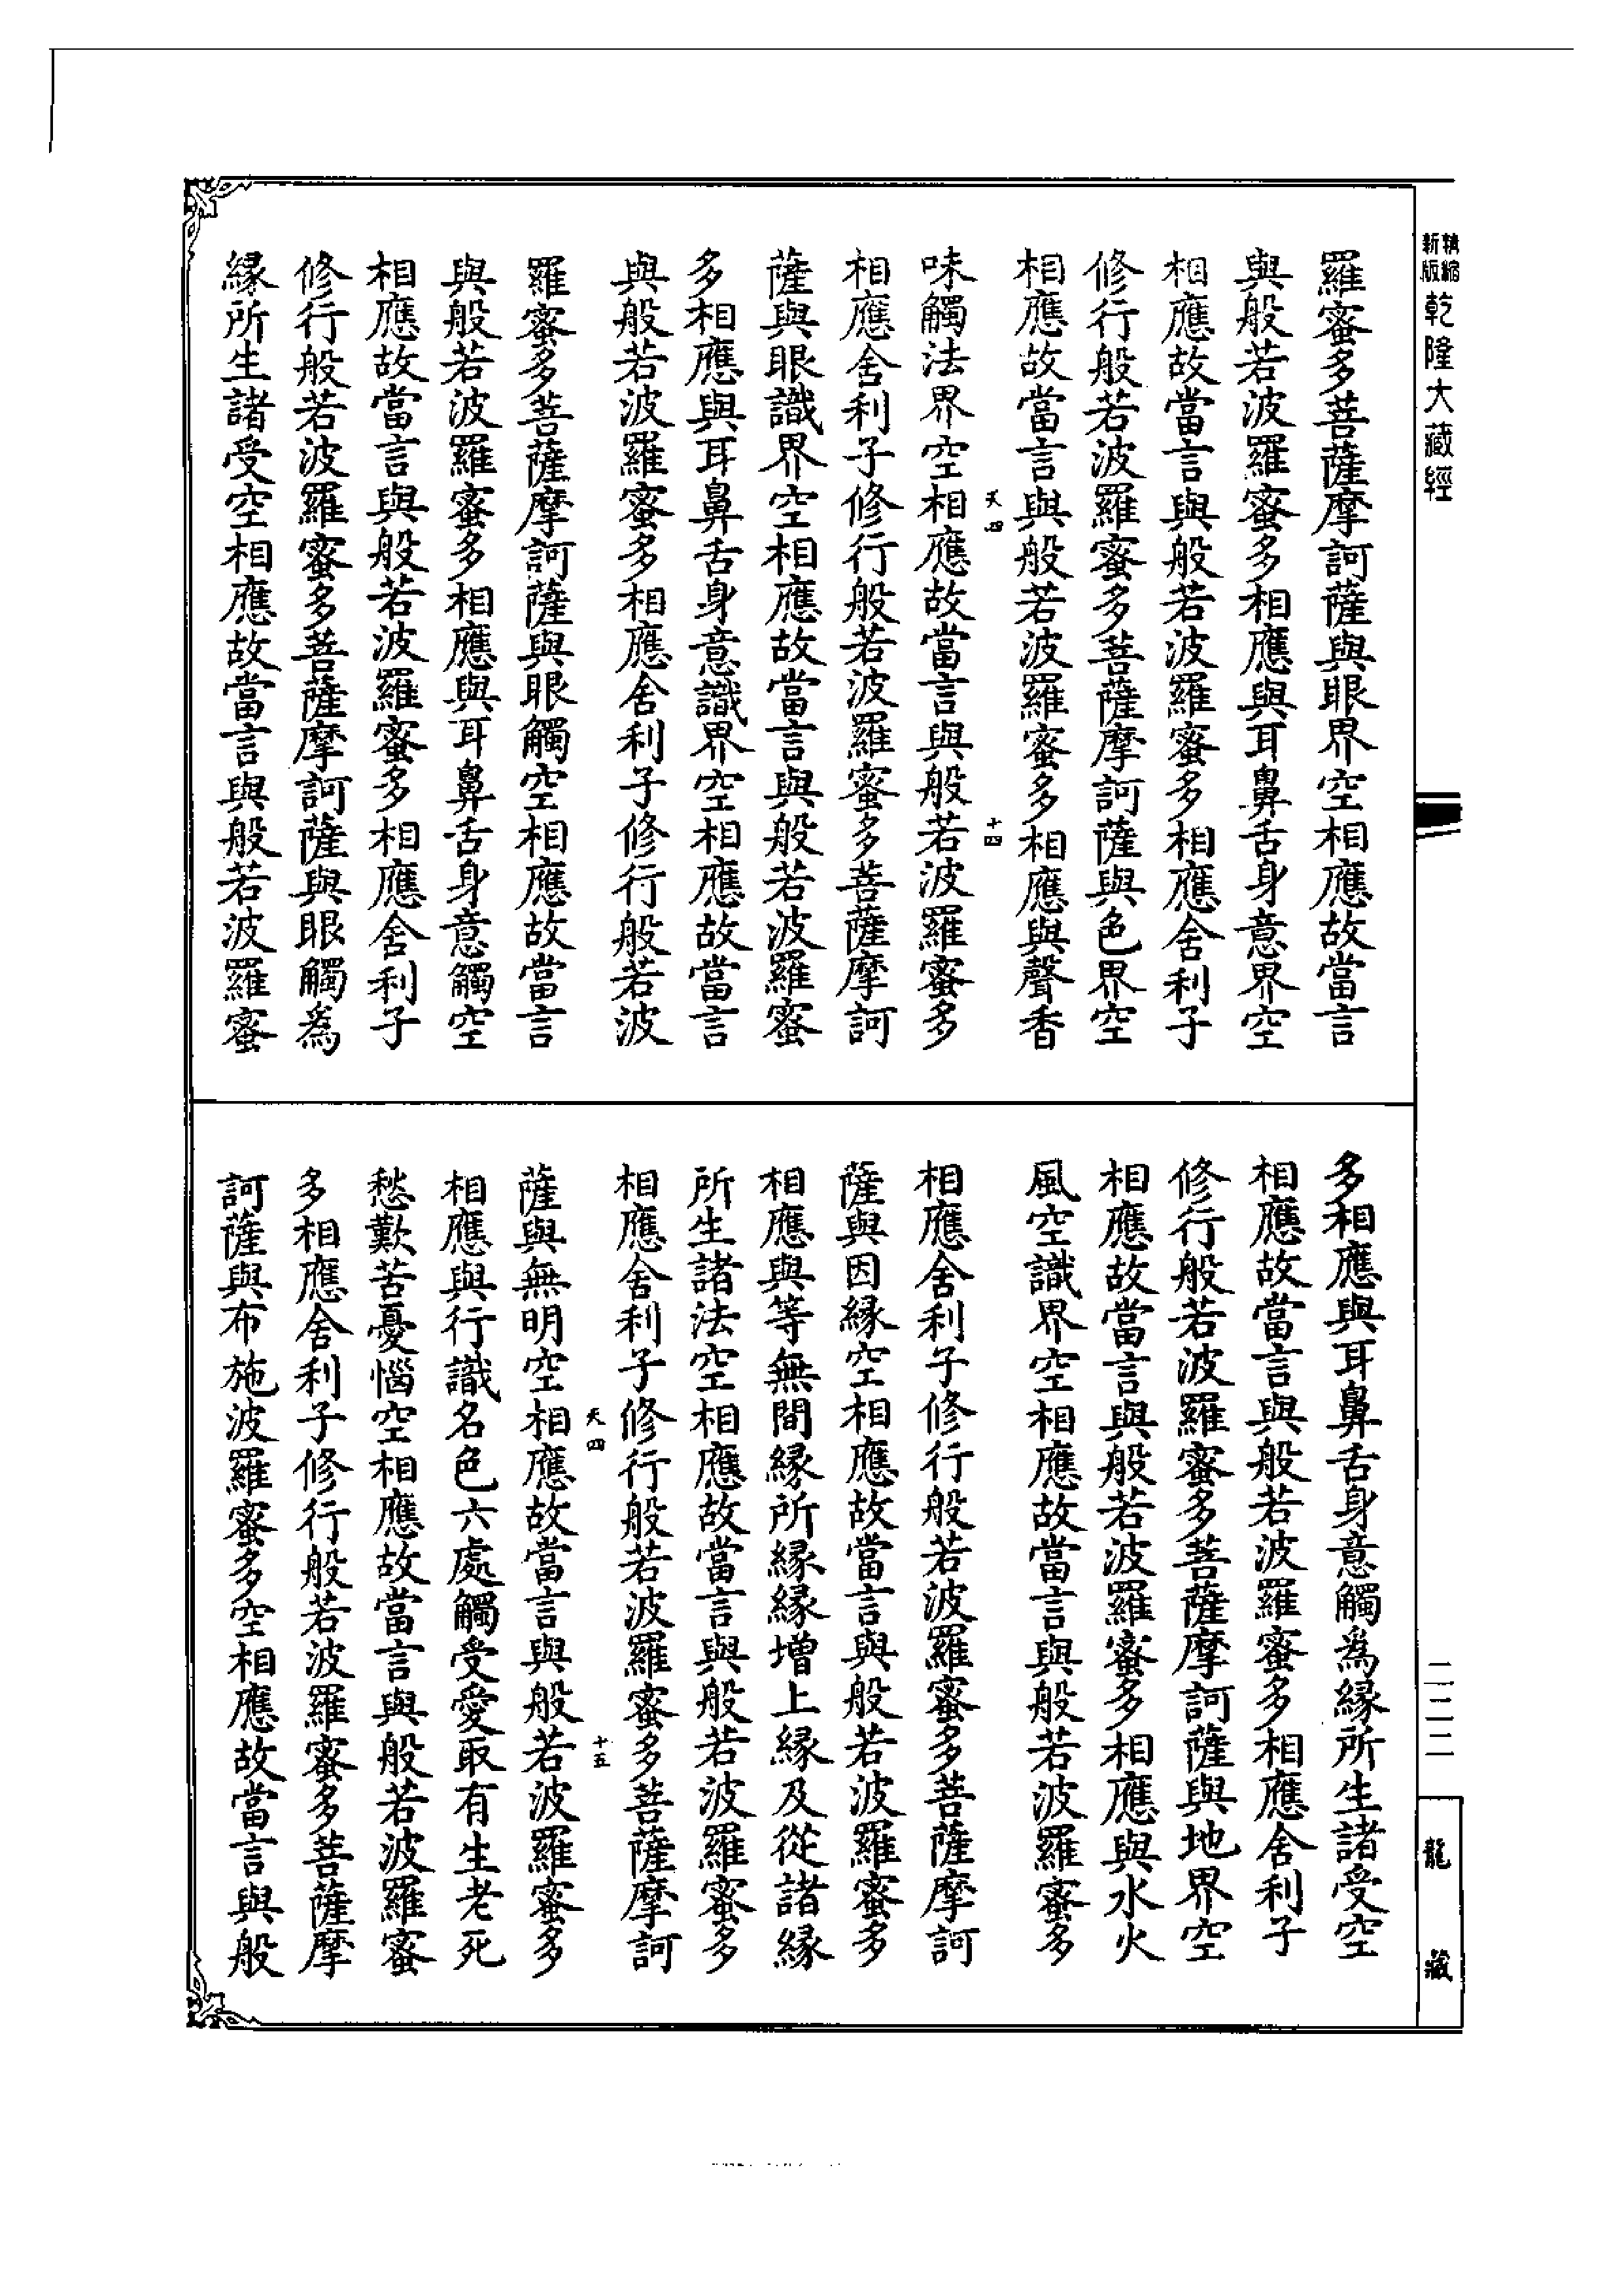 精縮新版乾隆大藏經
羅蜜多菩薩摩訶薩與眼界空相應故當言
與般若波羅蜜多相應與耳鼻舌身意界空
相應故當言與般若波羅蜜多相應舍利子
修行般若波羅蜜多菩薩摩訶薩與色界空
相應故當言與般若波羅蜜多相應與聲香
天四 十四
味觸法界空相應故當言與般若波羅蜜多
相應舍利子修行般若波羅蜜多菩薩摩訶
薩與眼識界空相應故當言與般若波羅蜜
多相應與耳鼻舌身意識界空相應故當言
與般若波羅蜜多相應舍利子修行般若波
羅蜜多菩薩摩訶薩與眼觸空相應故當言
與般若波羅蜜多相應與耳鼻舌身意觸空
相應故當言與般若波羅蜜多相應舍利子
修行般若波羅蜜多菩薩摩訶薩與眼觸為
緣所生諸受空相應故當言與般若波羅蜜
多相應與耳鼻舌身意觸為緣所生諸受空
相應故當言與般若波羅蜜多相應舍利子
修行般若波羅蜜多菩薩摩訶薩與地界空
相應故當言與般若波羅蜜多相應與水火
風空識界空相應故當言與般若波羅蜜多
相應舍利子修行般若波羅蜜多菩薩摩訶
薩與因緣空相應故當言與般若波羅蜜多
相應與等無間緣所緣緣增上緣及從諸緣
所生諸法空相應故當言與般若波羅蜜多
相應舍利子修行般若波羅蜜多菩薩摩訶
天四 十五
薩與無明空相應故當言與般若波羅蜜多
相應與行識名色六處觸受愛取有生老死
愁歎苦憂惱空相應故當言與般若波羅蜜
多相應舍利子修行般若波羅蜜多菩薩摩
訶薩與布施波羅蜜多空相應故當言與般
二二二
龍藏